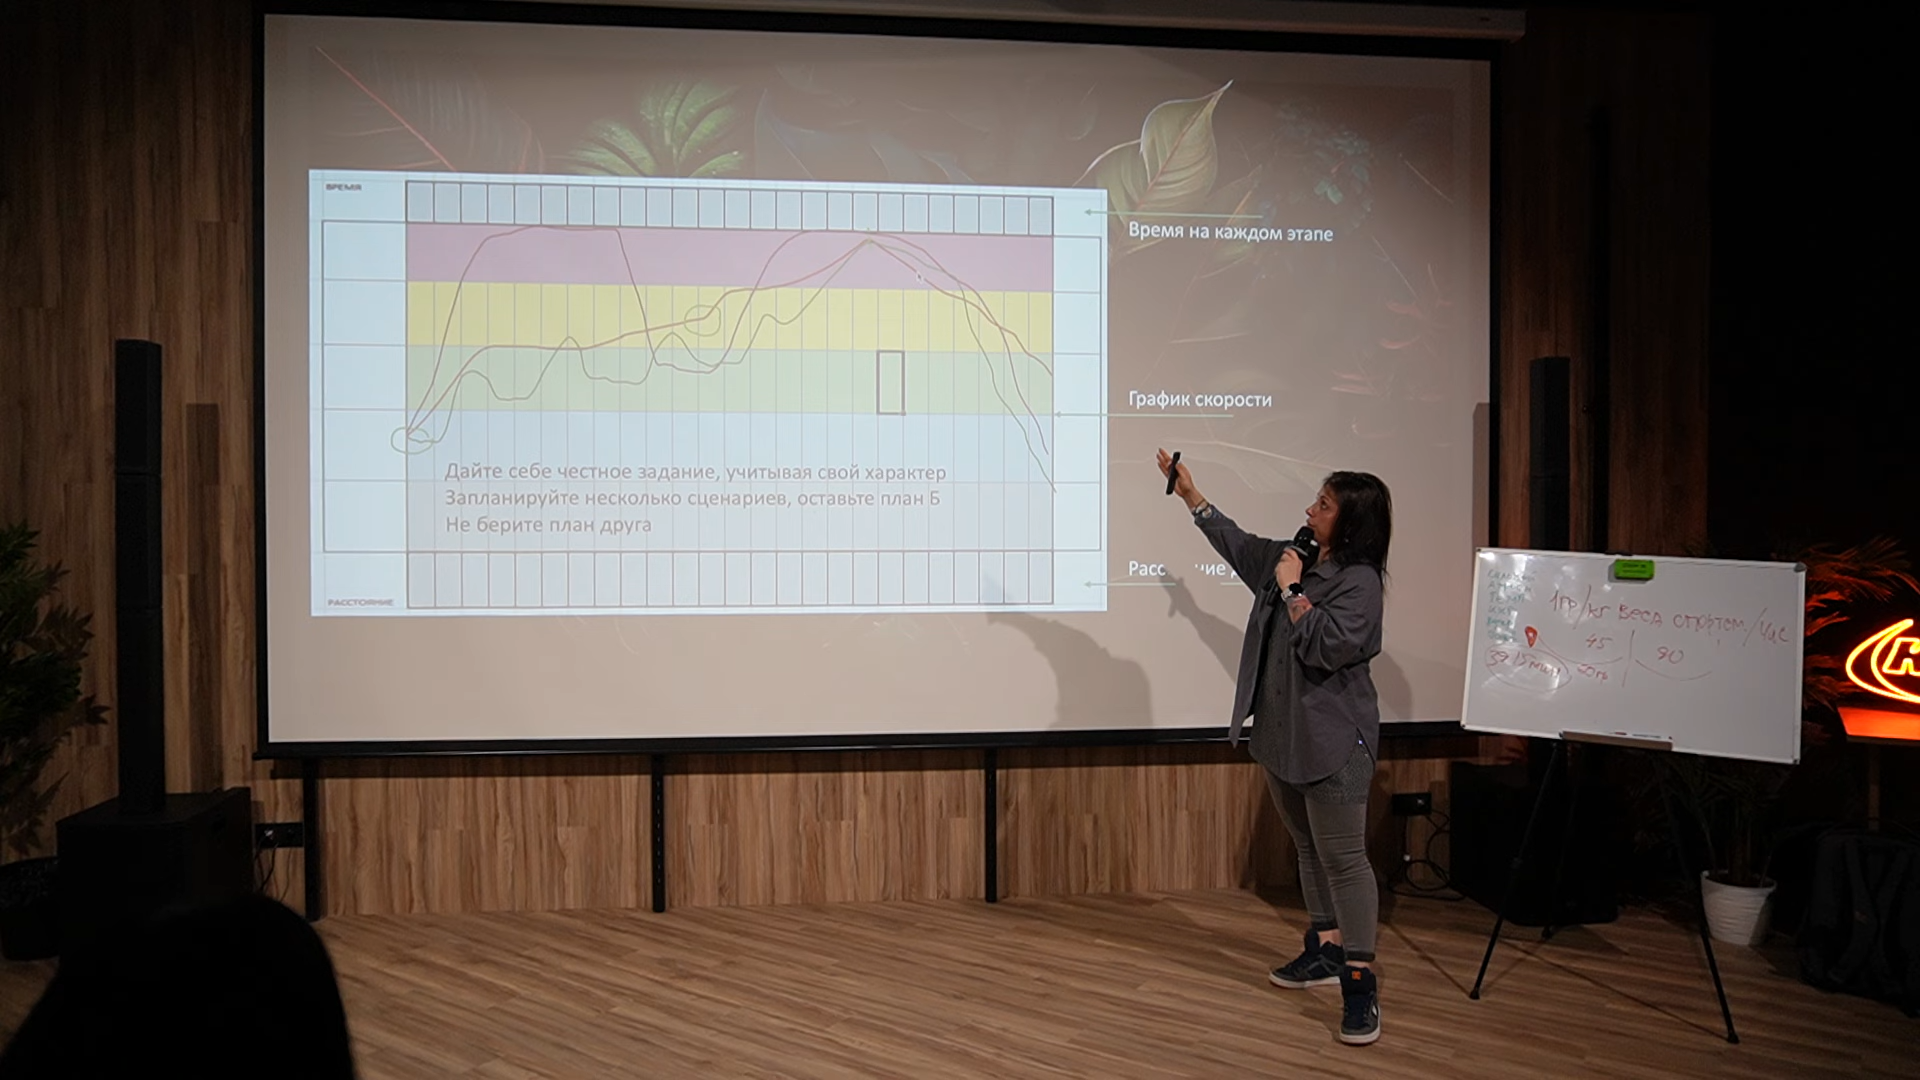 ВРЕМЯ
Время на каждом этапе
График скорости
Дайте себе честное задание, учитывая свой характер
Запланируйте несколько сценариев, оставьте план Б
Не берите план друга
РАССТОЯНИЕ
1гр/кг веса спортсм./час
45
90